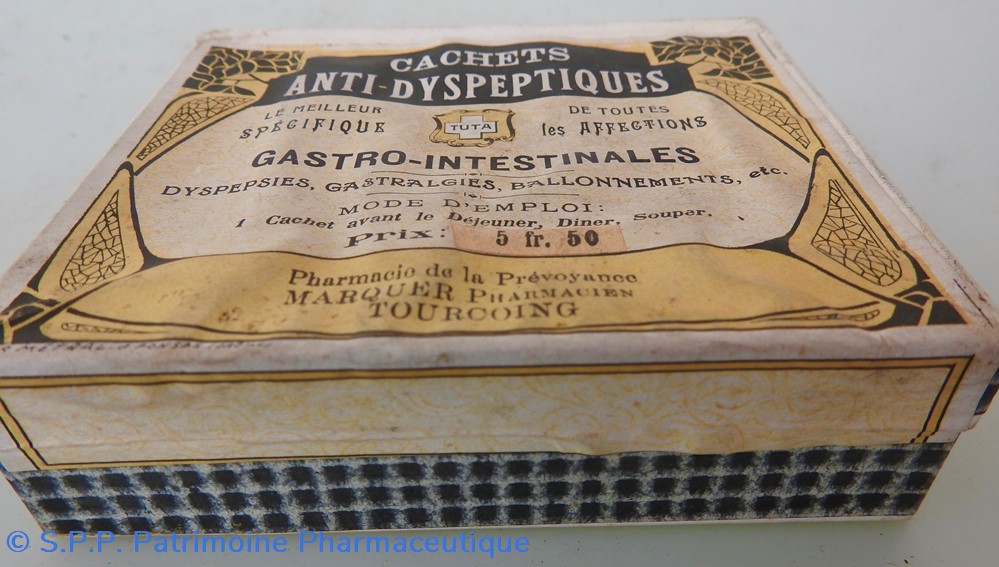 CACHETS
ANTI-DYSPEPTIQUES
LE MEILLEUR
SPÉCIFIQUE
TUTA
DE TOUTES
les AFFECTIONS
GASTRO-INTESTINALES
DYSPEPSIES, GASTRALGIES, BALLONNEMENTS, etc.
MODE D'EMPLOI:
1 Cachet avant le Déjeuner, Diner, Souper.
Prix: 5 fr. 50
Pharmacie de la Prévoyance
MARQUER PHARMACIEN
TOURCOING
© S.P.P. Patrimoine Pharmaceutique